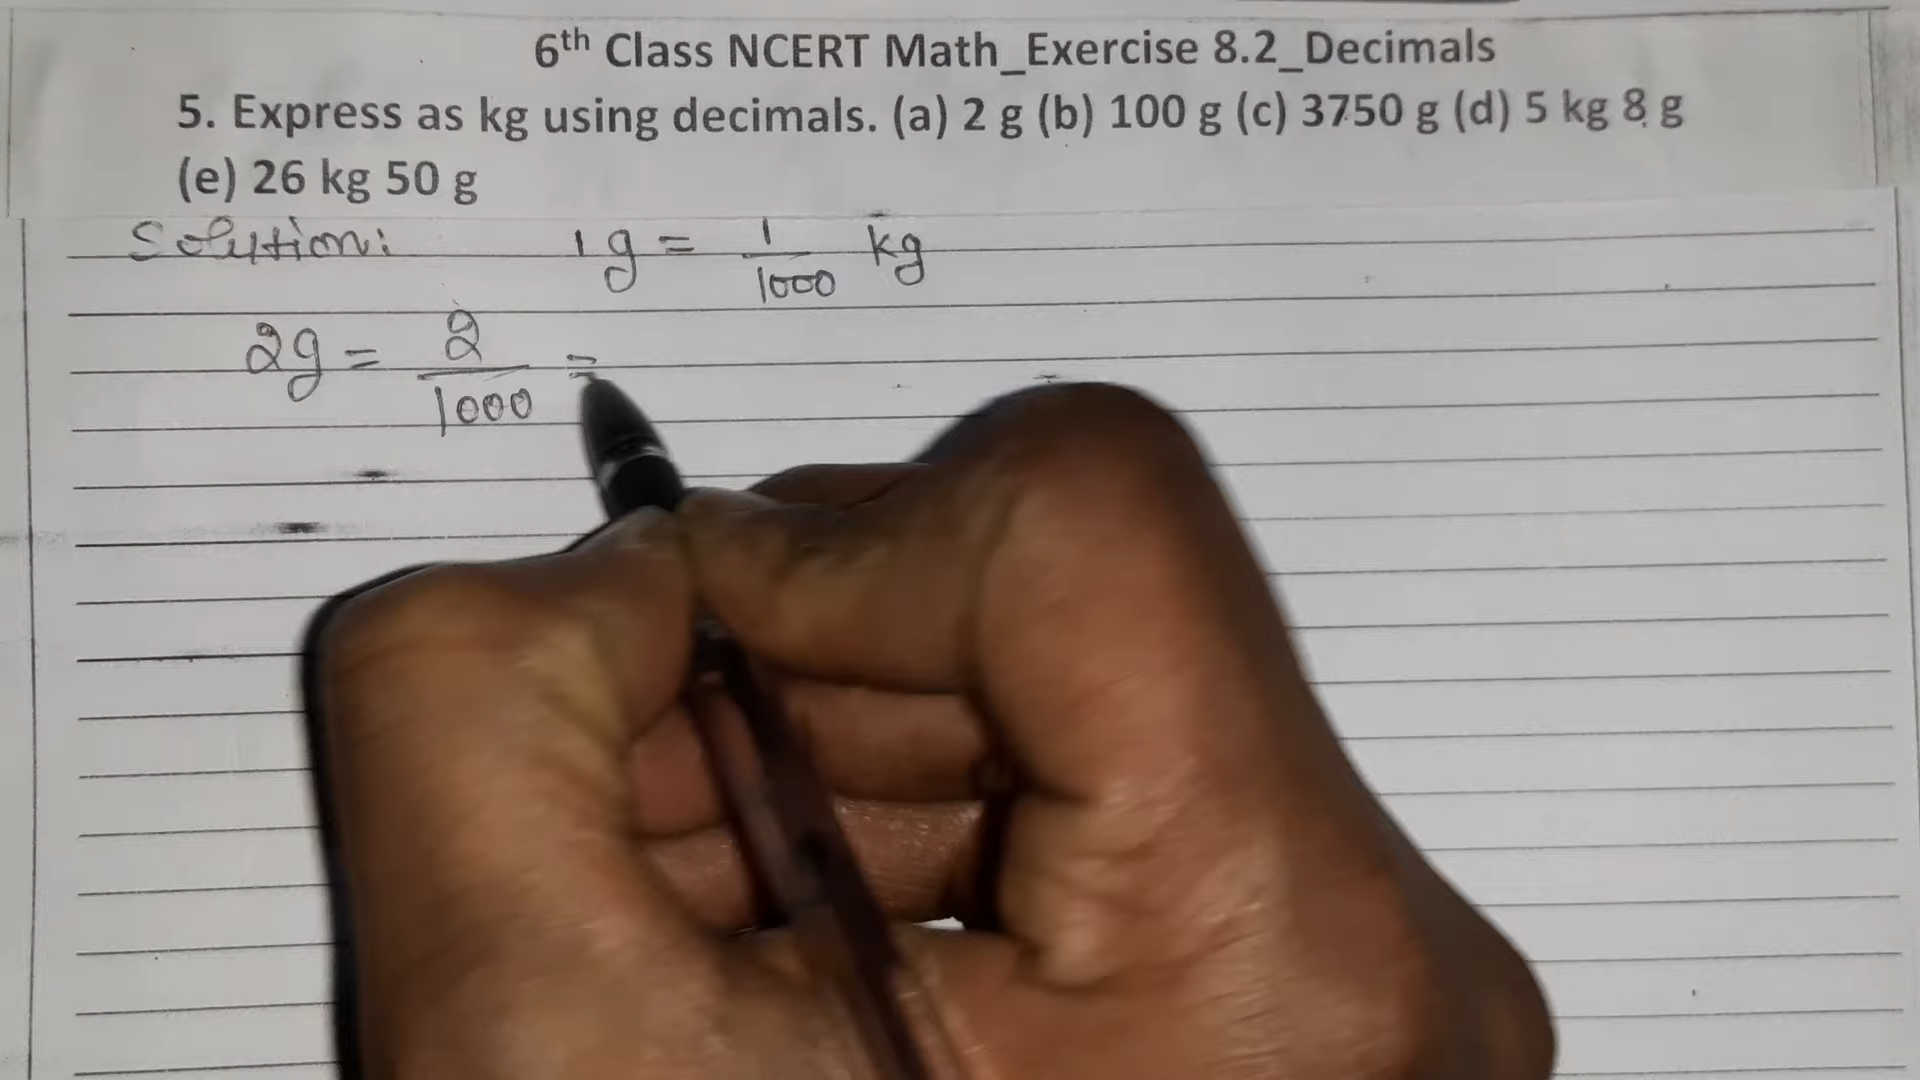 6th Class NCERT Math_Exercise 8.2_Decimals
5. Express as kg using decimals. (a) 2 g (b) 100 g (c) 3750 g (d) 5 kg 8 g
(e) 26 kg 50 g
Solution: 1 g = 1/1000 kg
2g = 2/1000 =